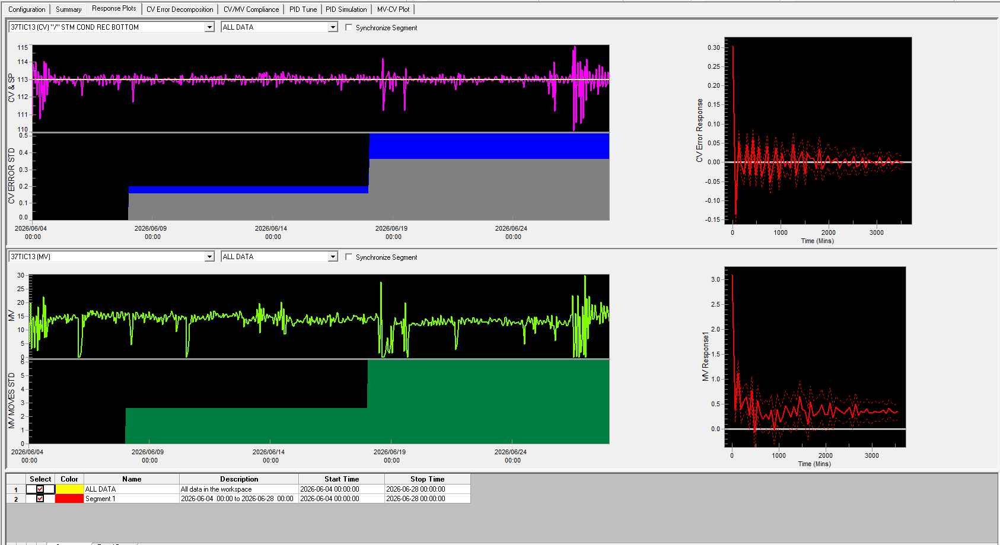 Configuration Summary Response Plots CV Error Decomposition CV/MV Compliance PID Tune PID Simulation MV-CV Plot
37TIC13 (CV) "/" STM COND REC BOTTOM ALL DATA Synchronize Segment
CV & SP
115
114
113
112
111
110
CV ERROR STD
0.5
0.4
0.3
0.2
0.1
0.0
2026/06/04 2026/06/09 2026/06/14 2026/06/19 2026/06/24
00:00 00:00 00:00 00:00 00:00
CV Error Response
0.30
0.25
0.20
0.15
0.10
0.05
0.00
-0.05
-0.10
-0.15
0 1000 2000 3000
Time (Mins)
37TIC13 (MV) ALL DATA Synchronize Segment
MV
30
25
20
15
10
5
0
MV MOVES STD
6
5
4
3
2
1
0
2026/06/04 2026/06/09 2026/06/14 2026/06/19 2026/06/24
00:00 00:00 00:00 00:00 00:00
MV Response1
3.0
2.5
2.0
1.5
1.0
0.5
0.0
0 1000 2000 3000
Time (Mins)
Select Color Name Description Start Time Stop Time
1 ALL DATA All data in the workspace 2026-06-04 00:00:00 2026-06-28 00:00:00
2 Segment 1 2026-06-04 00:00 to 2026-06-28 00:00 2026-06-04 00:00:00 2026-06-28 00:00:00